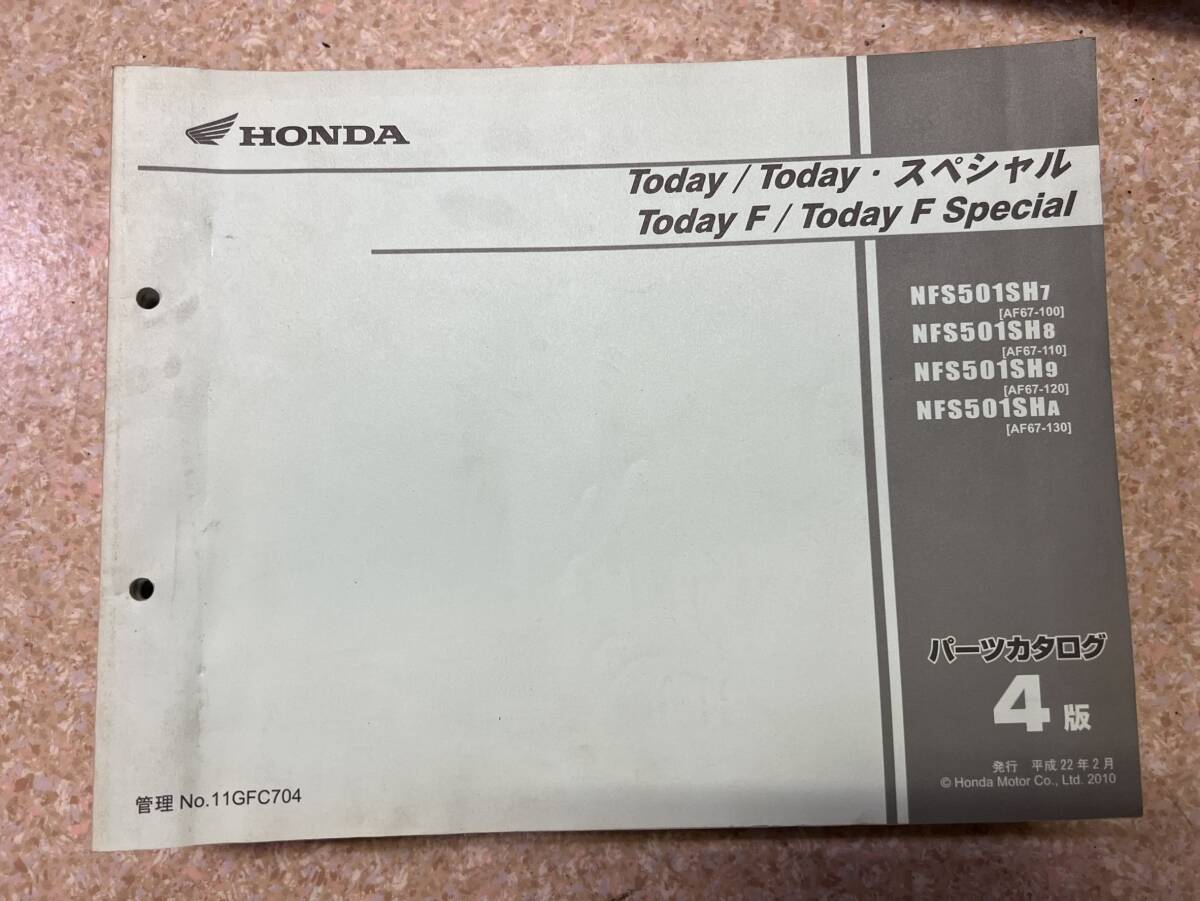 HONDA
Today / Today・スペシャル
Today F / Today F Special
NFS501SH7
[AF67-100]
NFS501SH8
[AF67-110]
NFS501SH9
[AF67-120]
NFS501SHA
[AF67-130]
パーツカタログ
4版
発行 平成22年2月
© Honda Motor Co., Ltd. 2010
管理 No.11GFC704